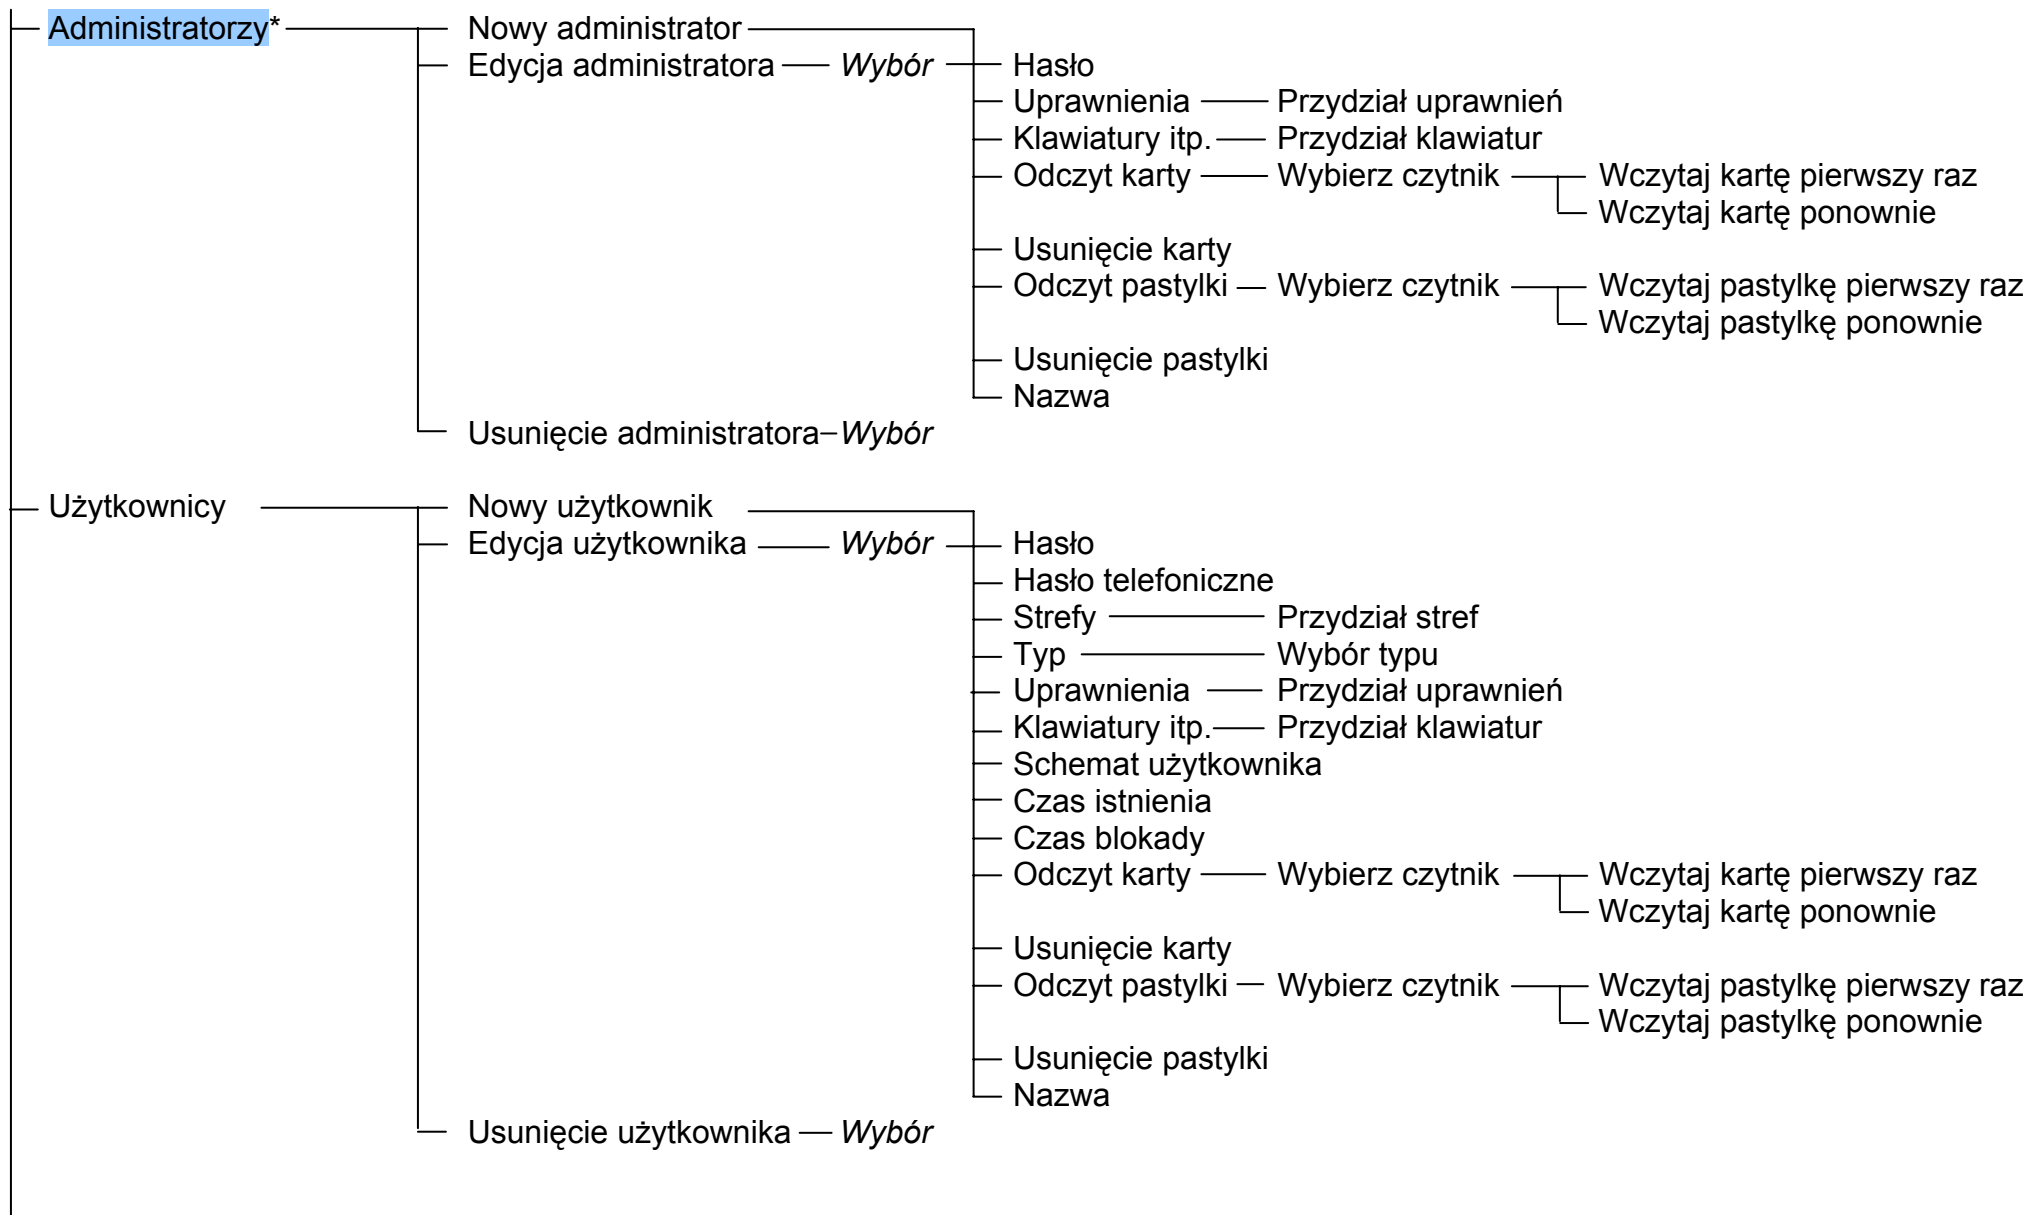 Administratorzy* Nowy administrator
Edycja administratora Wybór Hasło
Uprawnienia Przydział uprawnień
Klawiatury itp. Przydział klawiatur
Odczyt karty Wybierz czytnik Wczytaj kartę pierwszy raz
Wczytaj kartę ponownie
Usunięcie karty
Odczyt pastylki Wybierz czytnik Wczytaj pastylkę pierwszy raz
Wczytaj pastylkę ponownie
Usunięcie pastylki
Nazwa
Usunięcie administratora Wybór
Użytkownicy Nowy użytkownik
Edycja użytkownika Wybór Hasło
Hasło telefoniczne
Strefy Przydział stref
Typ Wybór typu
Uprawnienia Przydział uprawnień
Klawiatury itp. Przydział klawiatur
Schemat użytkownika
Czas istnienia
Czas blokady
Odczyt karty Wybierz czytnik Wczytaj kartę pierwszy raz
Wczytaj kartę ponownie
Usunięcie karty
Odczyt pastylki Wybierz czytnik Wczytaj pastylkę pierwszy raz
Wczytaj pastylkę ponownie
Usunięcie pastylki
Nazwa
Usunięcie użytkownika Wybór